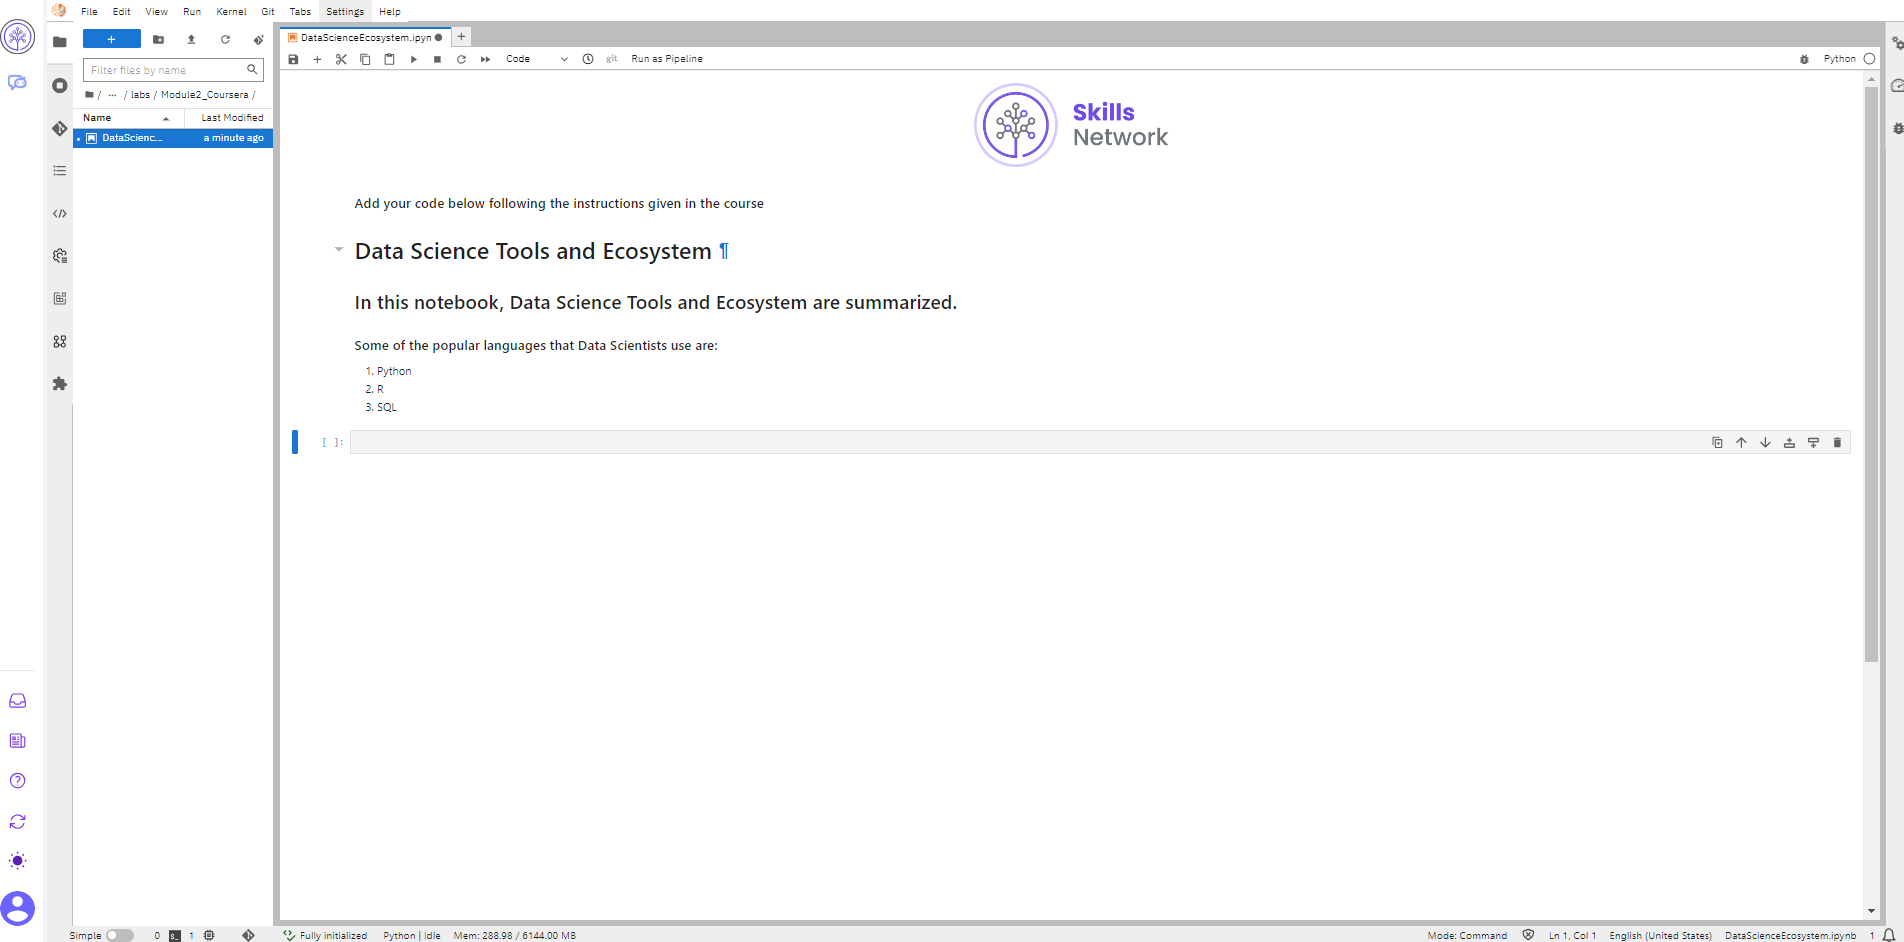 File Edit View Run Kernel Git Tabs Settings Help
+
Filter files by name
/ ··· / labs / Module2_Coursera /
Name Last Modified
DataScienc... a minute ago
DataScienceEcosystem.ipyn
+
Code git Run as Pipeline Python
Skills
Network
Add your code below following the instructions given in the course
Data Science Tools and Ecosystem ¶
In this notebook, Data Science Tools and Ecosystem are summarized.
Some of the popular languages that Data Scientists use are:
1. Python
2. R
3. SQL
[ ]:
Simple 0 1 Fully initialized Python | Idle Mem: 288.98 / 6144.00 MB Mode: Command Ln 1, Col 1 English (United States) DataScienceEcosystem.ipynb 1